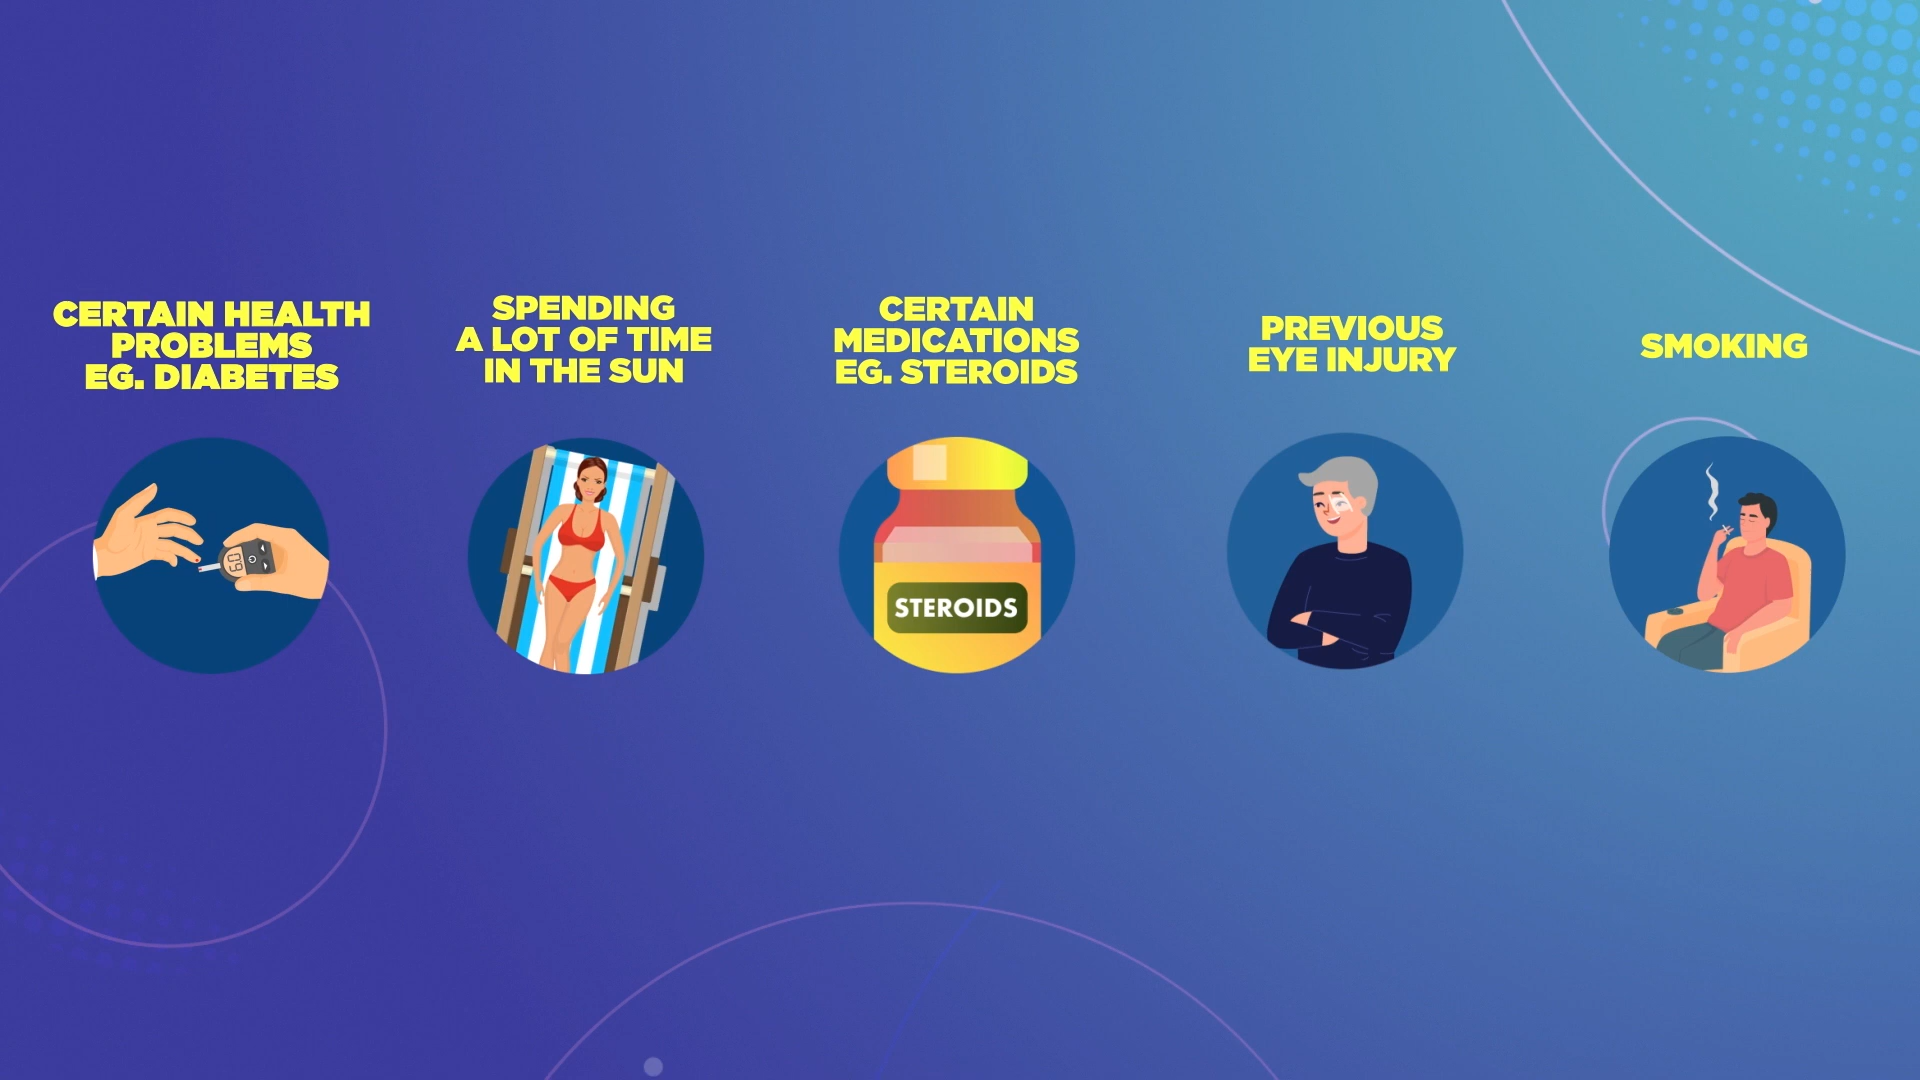 CERTAIN HEALTH
PROBLEMS
EG. DIABETES
SPENDING
A LOT OF TIME
IN THE SUN
CERTAIN
MEDICATIONS
EG. STEROIDS
PREVIOUS
EYE INJURY
SMOKING
STEROIDS